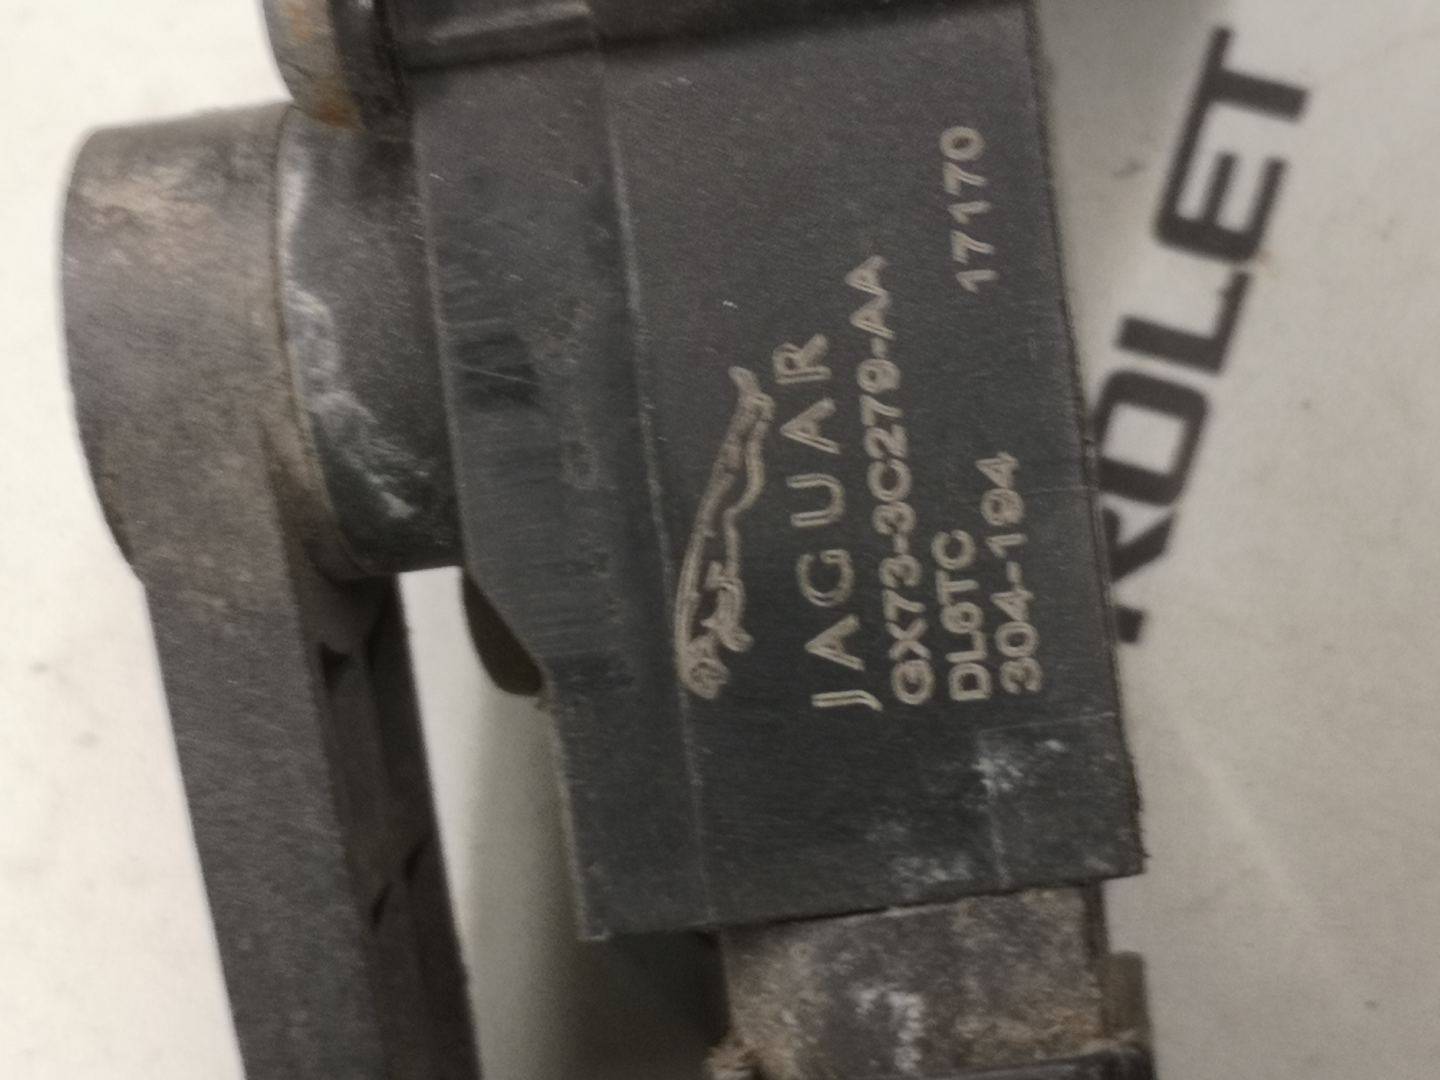 JAGUAR
GX73-3C279-AA
DL6TC
304-194
17170
ROLET